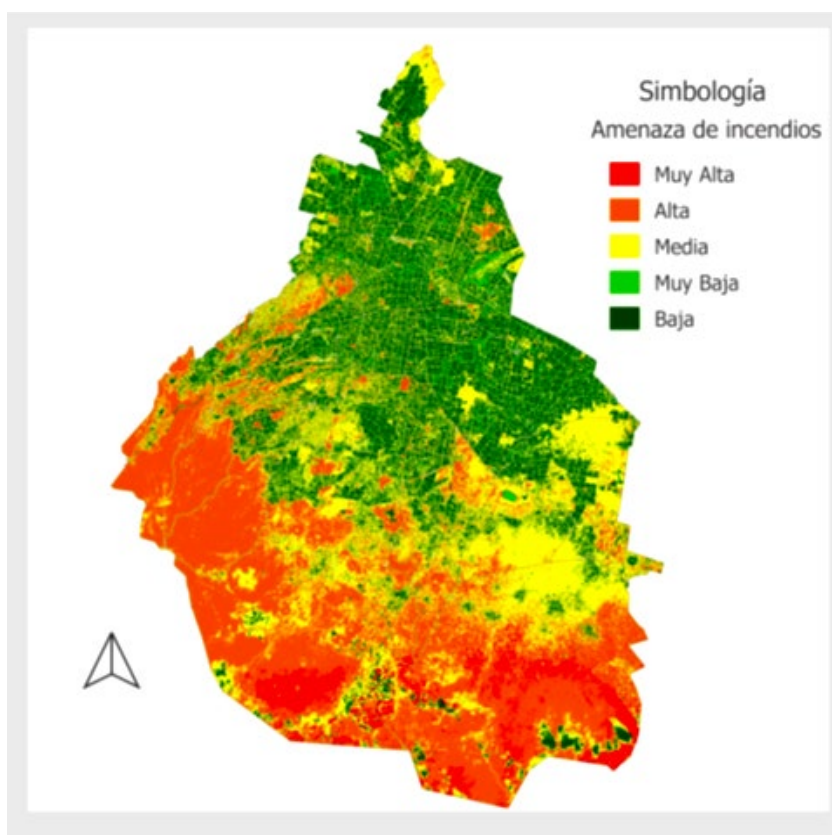 Simbología
Amenaza de incendios
Muy Alta
Alta
Media
Muy Baja
Baja